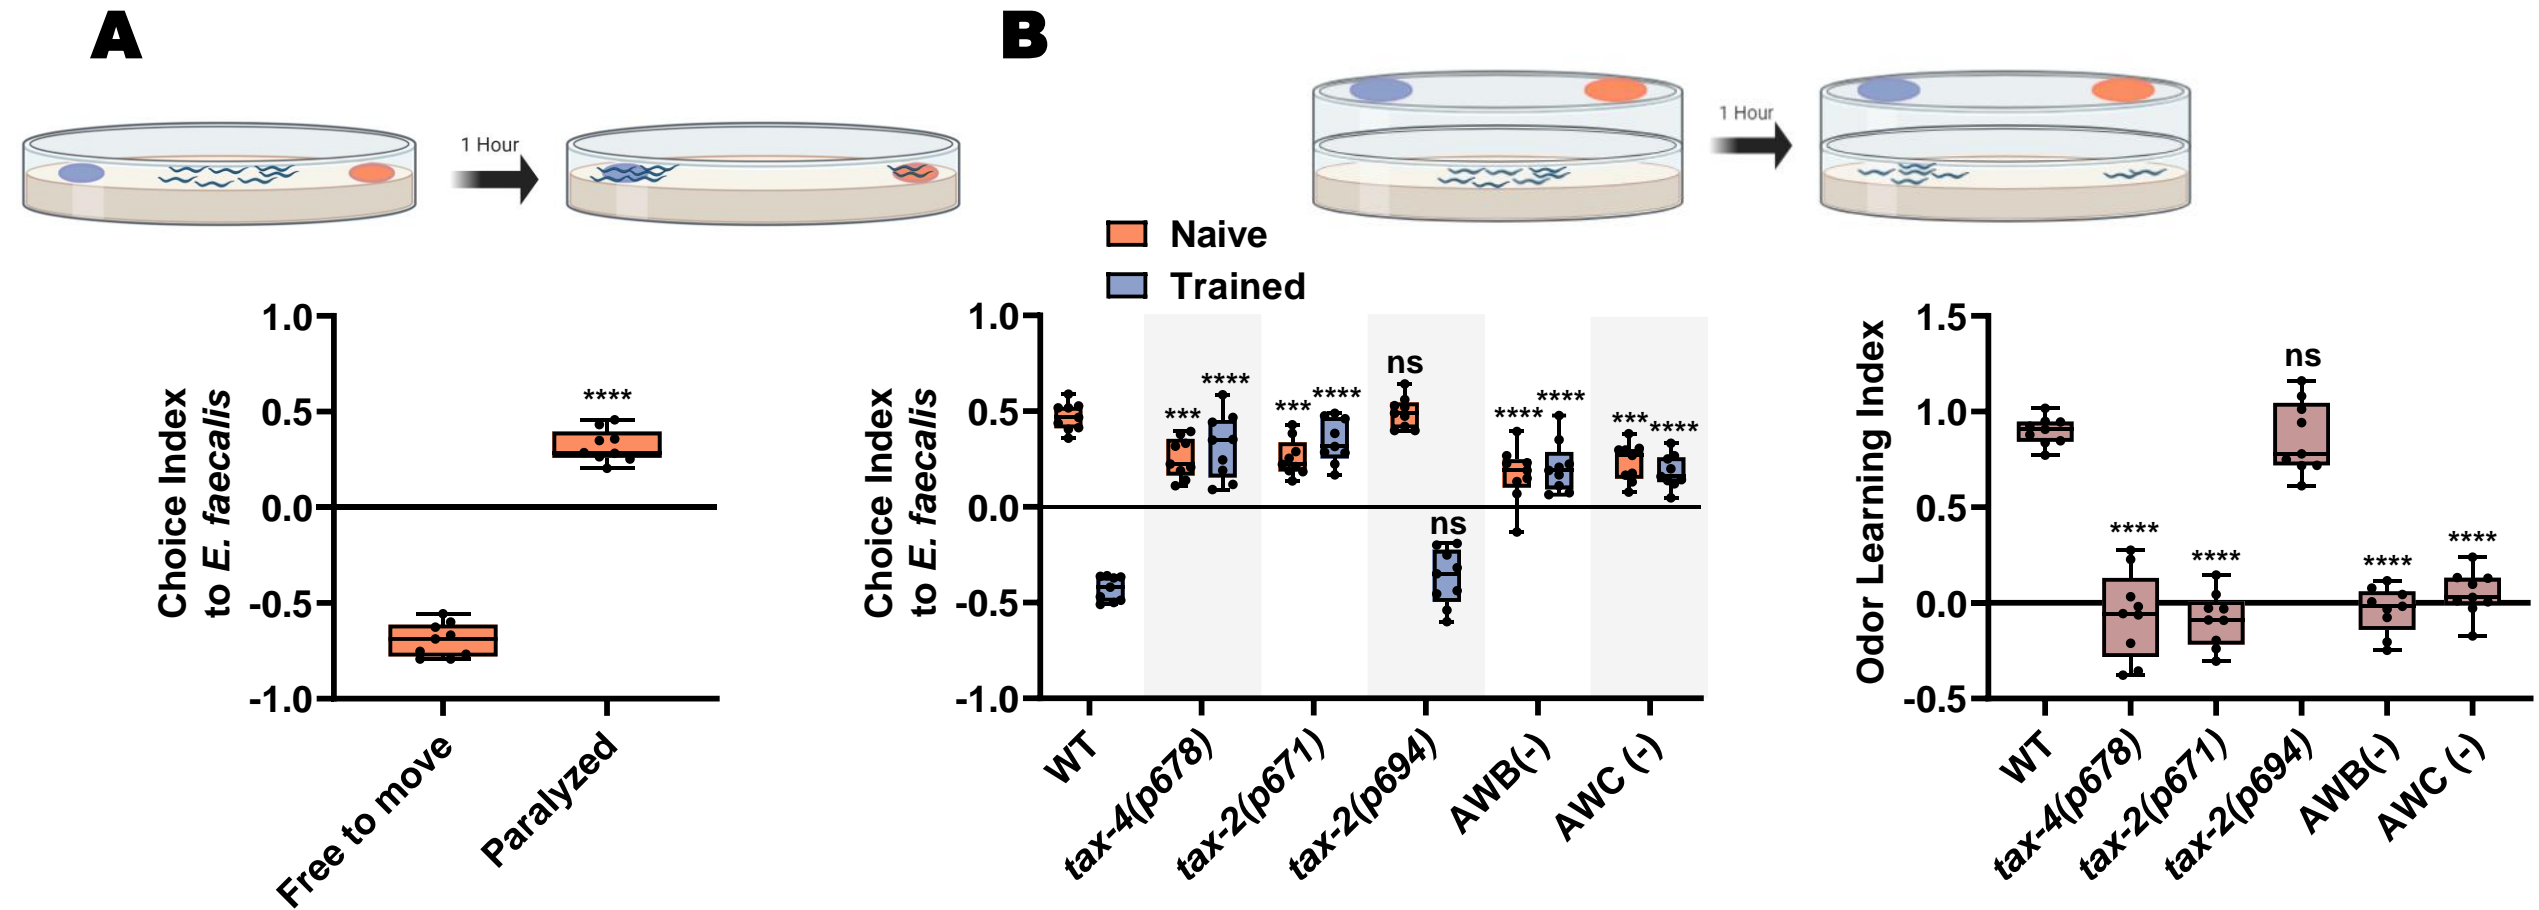 A
1 Hour
1.0
0.5
0.0
-0.5
-1.0
Choice Index
to E. faecalis
****
Free to move
Paralyzed
B
1 Hour
Naive
Trained
1.0
0.5
0.0
-0.5
-1.0
Choice Index
to E. faecalis
***
****
***
****
ns
ns
****
****
***
****
WT
tax-4(p678)
tax-2(p671)
tax-2(p694)
AWB(-)
AWC (-)
1.5
1.0
0.5
0.0
-0.5
Odor Learning Index
****
****
ns
****
****
WT
tax-4(p678)
tax-2(p671)
tax-2(p694)
AWB(-)
AWC (-)